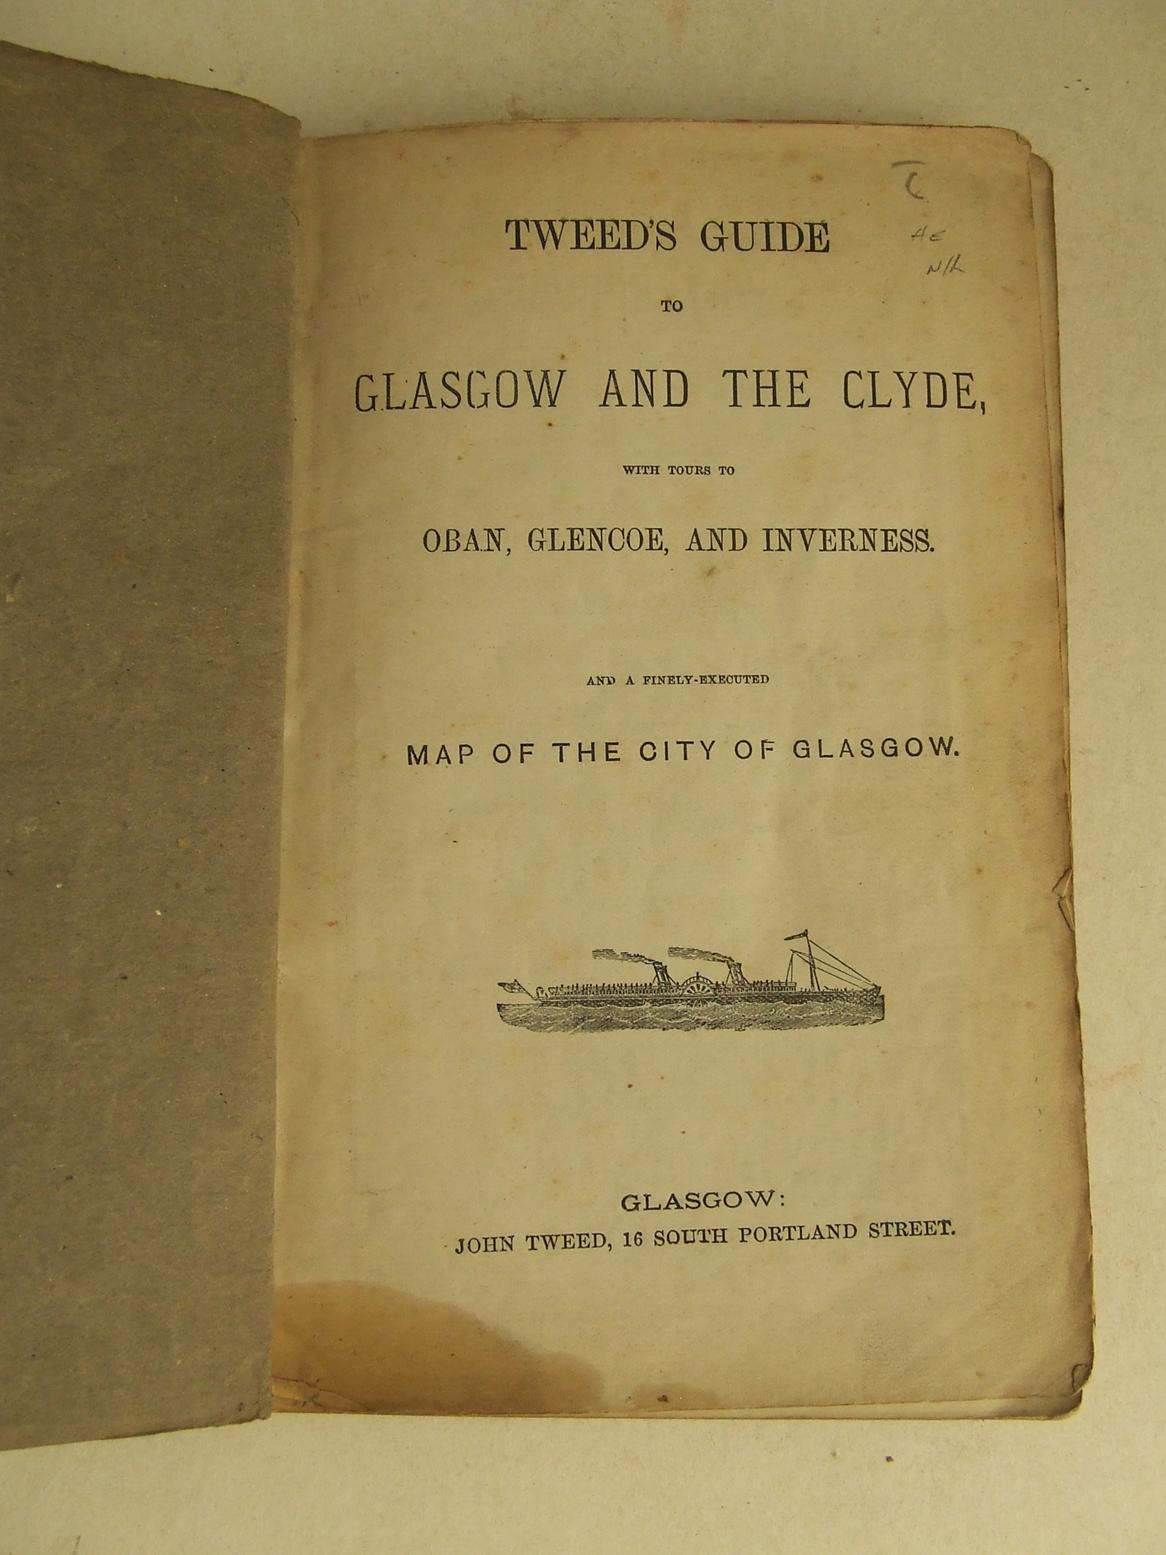 TWEED'S GUIDE
TO
GLASGOW AND THE CLYDE,
WITH TOURS TO
OBAN, GLENCOE, AND INVERNESS.
AND A FINELY-EXECUTED
MAP OF THE CITY OF GLASGOW.
GLASGOW:
JOHN TWEED, 16 SOUTH PORTLAND STREET.